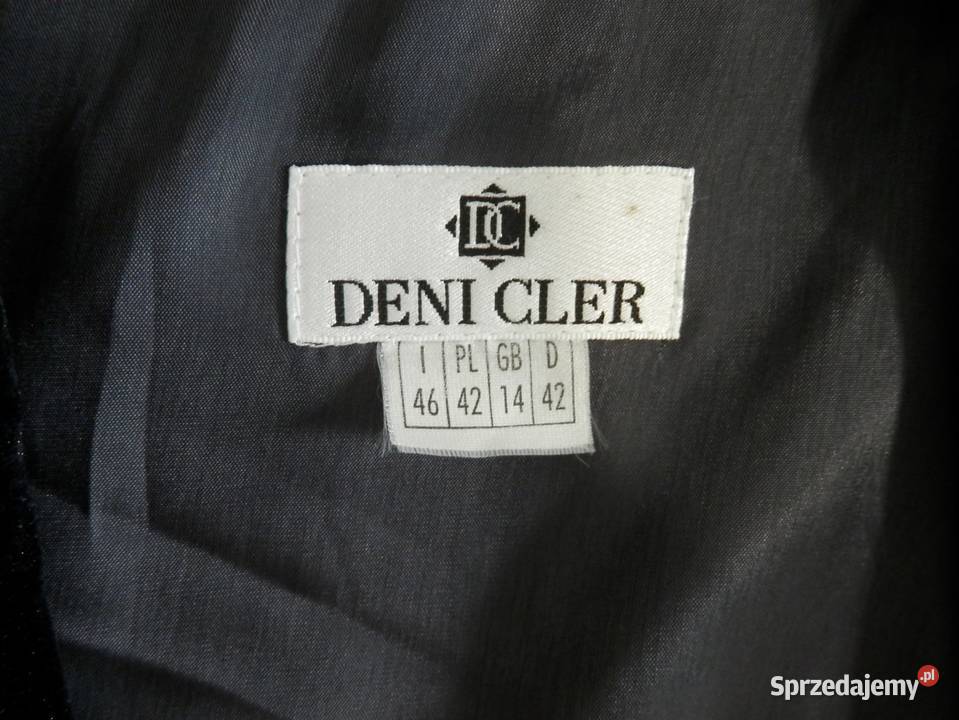 DC
DENI CLER
I PL GB D
46 42 14 42
Sprzedajemy.pl